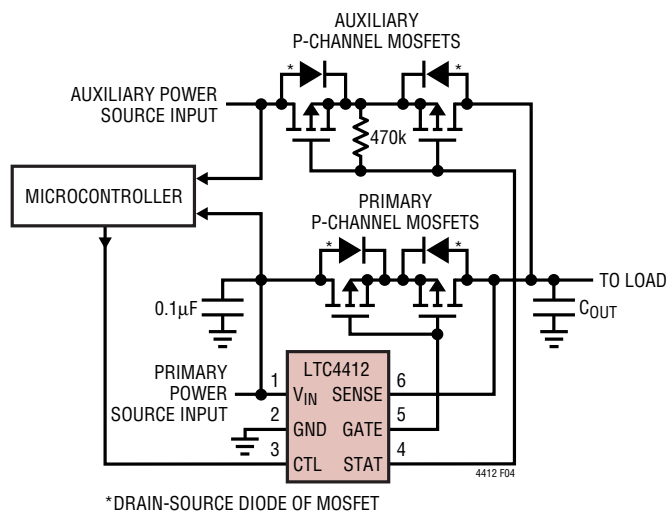 AUXILIARY
P-CHANNEL MOSFETS
*
*
AUXILIARY POWER
SOURCE INPUT
470k
MICROCONTROLLER
PRIMARY
P-CHANNEL MOSFETS
*
*
TO LOAD
0.1µF
COUT
PRIMARY
POWER
SOURCE INPUT
LTC4412
1
VIN
SENSE
6
2
GND
GATE
5
3
CTL
STAT
4
4412 F04
*DRAIN-SOURCE DIODE OF MOSFET